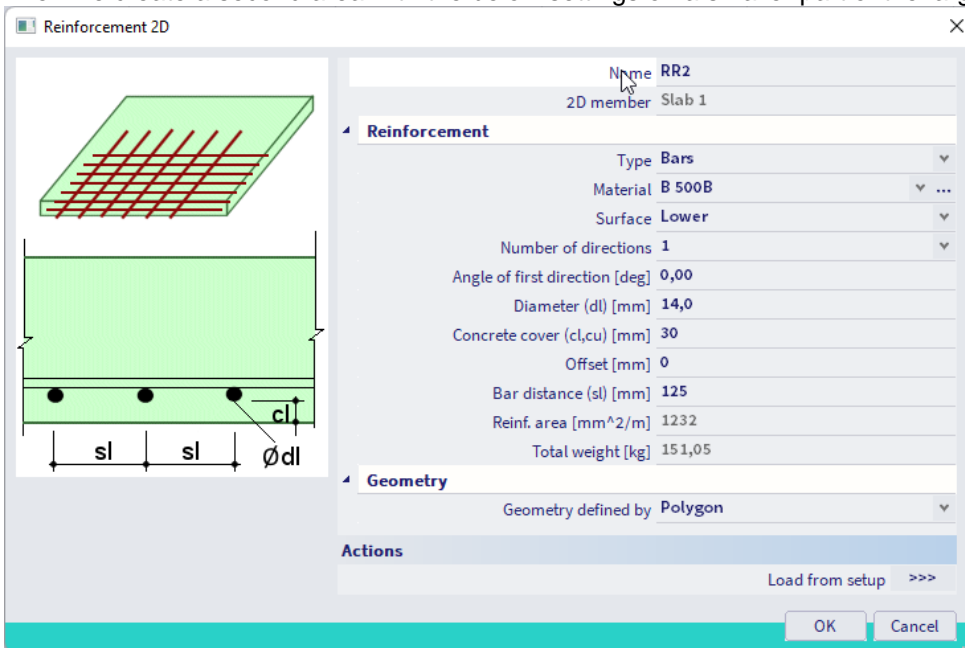 Reinforcement 2D
Name RR2
2D member Slab 1
Reinforcement
Type Bars
Material B 500B ...
Surface Lower
Number of directions 1
Angle of first direction [deg] 0,00
Diameter (dl) [mm] 14,0
Concrete cover (cl,cu) [mm] 30
Offset [mm] 0
Bar distance (sl) [mm] 125
Reinf. area [mm^2/m] 1232
Total weight [kg] 151,05
Geometry
Geometry defined by Polygon
Actions
Load from setup >>>
OK Cancel
cl
sl sl Ødl